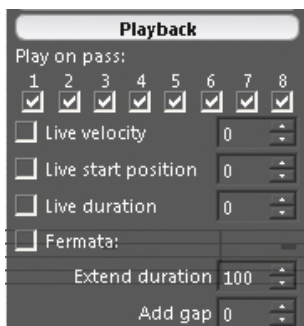 Playback
Play on pass:
1 2 3 4 5 6 7 8
Live velocity 0
Live start position 0
Live duration 0
Fermata:
Extend duration 100
Add gap 0